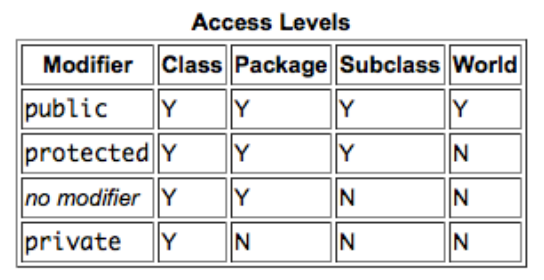 Access Levels
Modifier Class Package Subclass World
public Y Y Y Y
protected Y Y Y N
no modifier Y Y N N
private Y N N N